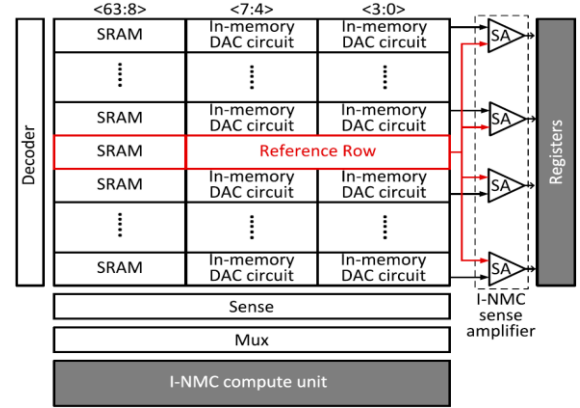 <63:8> <7:4> <3:0>
Decoder
SRAM In-memory DAC circuit In-memory DAC circuit SA
SRAM In-memory DAC circuit In-memory DAC circuit SA
SRAM Reference Row
SRAM In-memory DAC circuit In-memory DAC circuit SA
SRAM In-memory DAC circuit In-memory DAC circuit SA
Registers
I-NMC
sense
amplifier
Sense
Mux
I-NMC compute unit